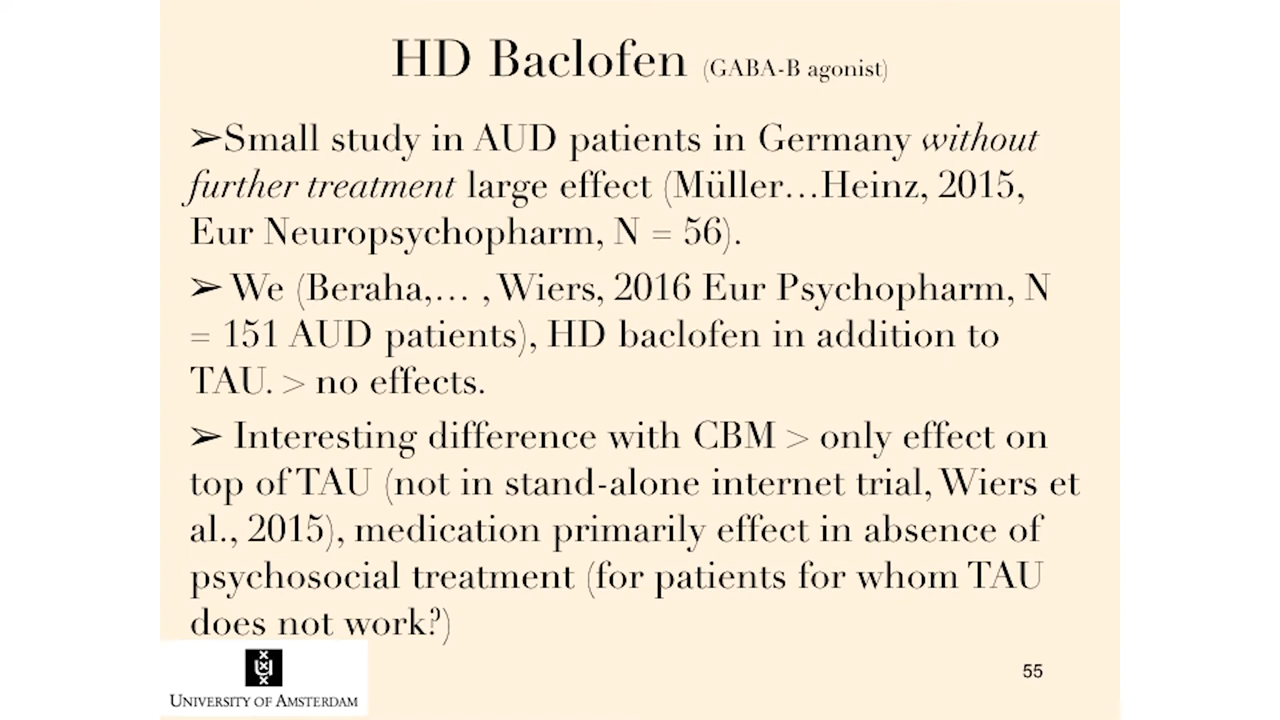 HD Baclofen (GABA-B agonist)
➢Small study in AUD patients in Germany without
further treatment large effect (Müller…Heinz, 2015,
Eur Neuropsychopharm, N = 56).
➢ We (Beraha,… , Wiers, 2016 Eur Psychopharm, N
= 151 AUD patients), HD baclofen in addition to
TAU. > no effects.
➢ Interesting difference with CBM > only effect on
top of TAU (not in stand-alone internet trial, Wiers et
al., 2015), medication primarily effect in absence of
psychosocial treatment (for patients for whom TAU
does not work?)
UNIVERSITY OF AMSTERDAM
55